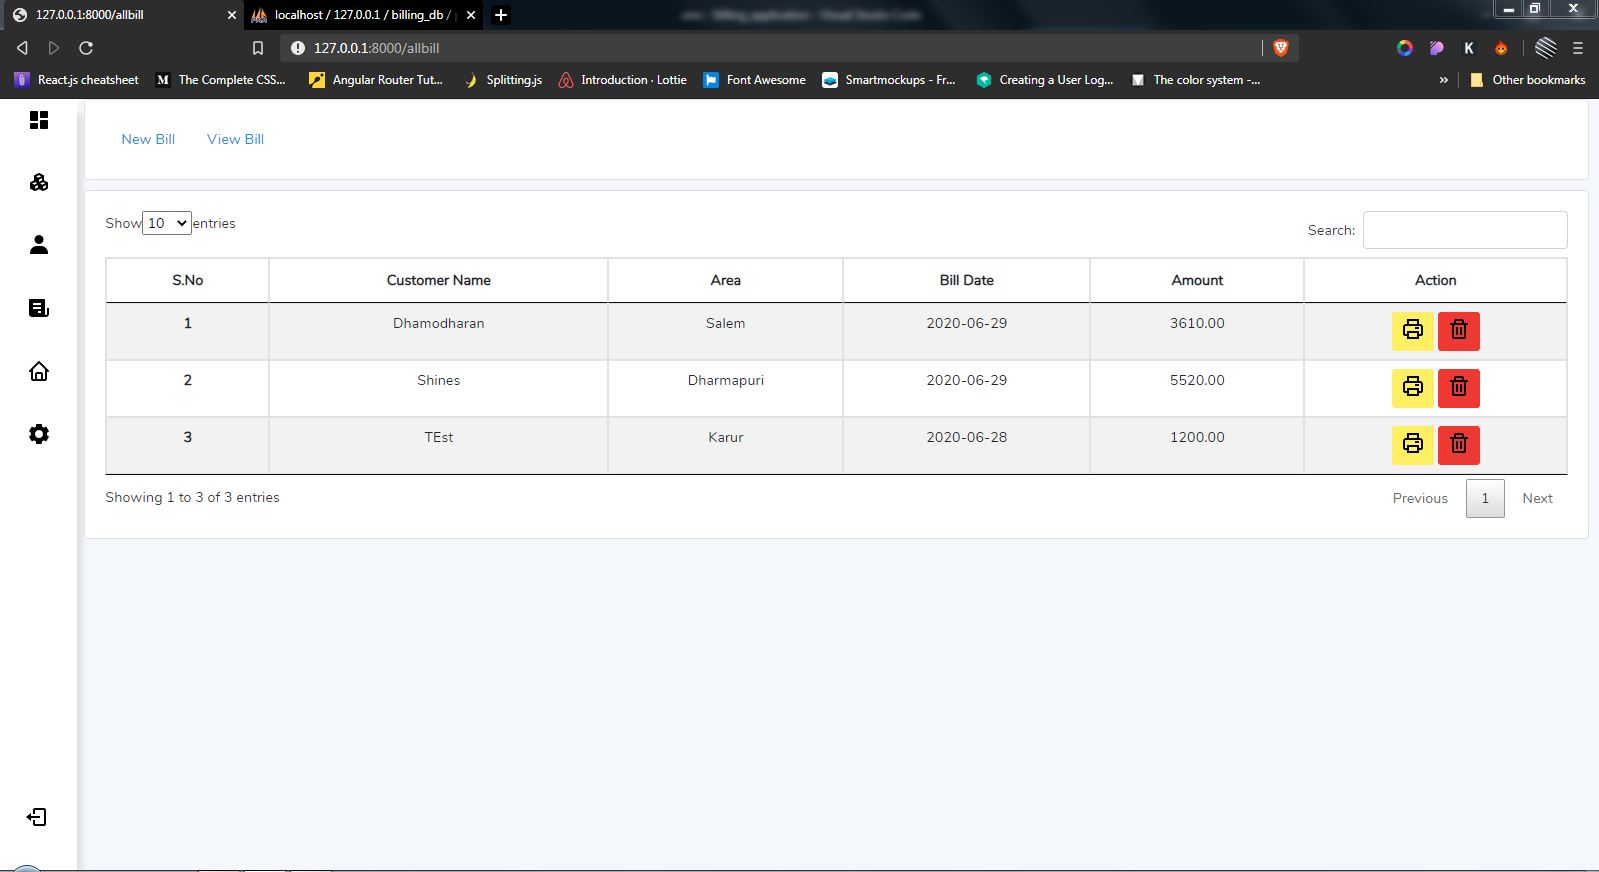 127.0.0.1:8000/allbill
localhost / 127.0.0.1 / billing_db /
127.0.0.1:8000/allbill
React.js cheatsheet
M The Complete CSS...
Angular Router Tut...
Splitting.js
Introduction · Lottie
Font Awesome
Smartmockups - Fr...
Creating a User Log...
The color system -...
» Other bookmarks
New Bill View Bill
Show 10 entries
Search:
S.No Customer Name Area Bill Date Amount Action
1 Dhamodharan Salem 2020-06-29 3610.00
2 Shines Dharmapuri 2020-06-29 5520.00
3 TEst Karur 2020-06-28 1200.00
Showing 1 to 3 of 3 entries
Previous 1 Next